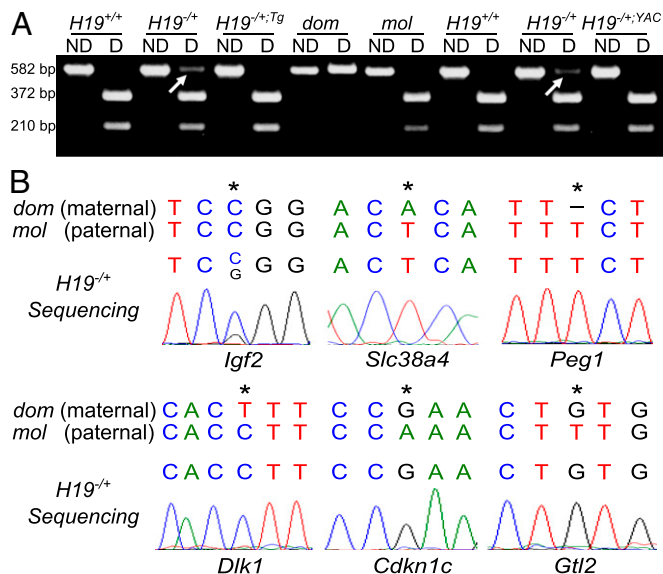 A
H19+/+ H19-/+ H19-/+;Tg dom mol H19+/+ H19-/+ H19-/+;YAC
ND D ND D ND D ND D ND D ND D ND D ND D
582 bp
372 bp
210 bp
B
* * *
dom (maternal) T C C G G A C A C A T T – C T
mol (paternal) T C C G G A C T C A T T T C T
H19-/+ Sequencing T C C/G G G A C T C A T T T C T
Igf2 Slc38a4 Peg1
* * *
dom (maternal) C A C T T T C C G A A C T G T G
mol (paternal) C A C C T T C C A A A C T T T G
H19-/+ Sequencing C A C C T T C C G A A C T G T G
Dlk1 Cdkn1c Gtl2